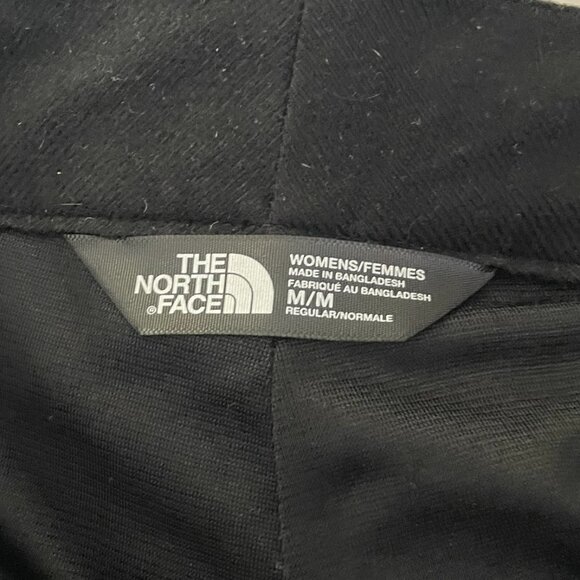 THE
NORTH
®FACE
WOMENS/FEMMES
MADE IN BANGLADESH
FABRIQUÉ AU BANGLADESH
M/M
REGULAR/NORMALE